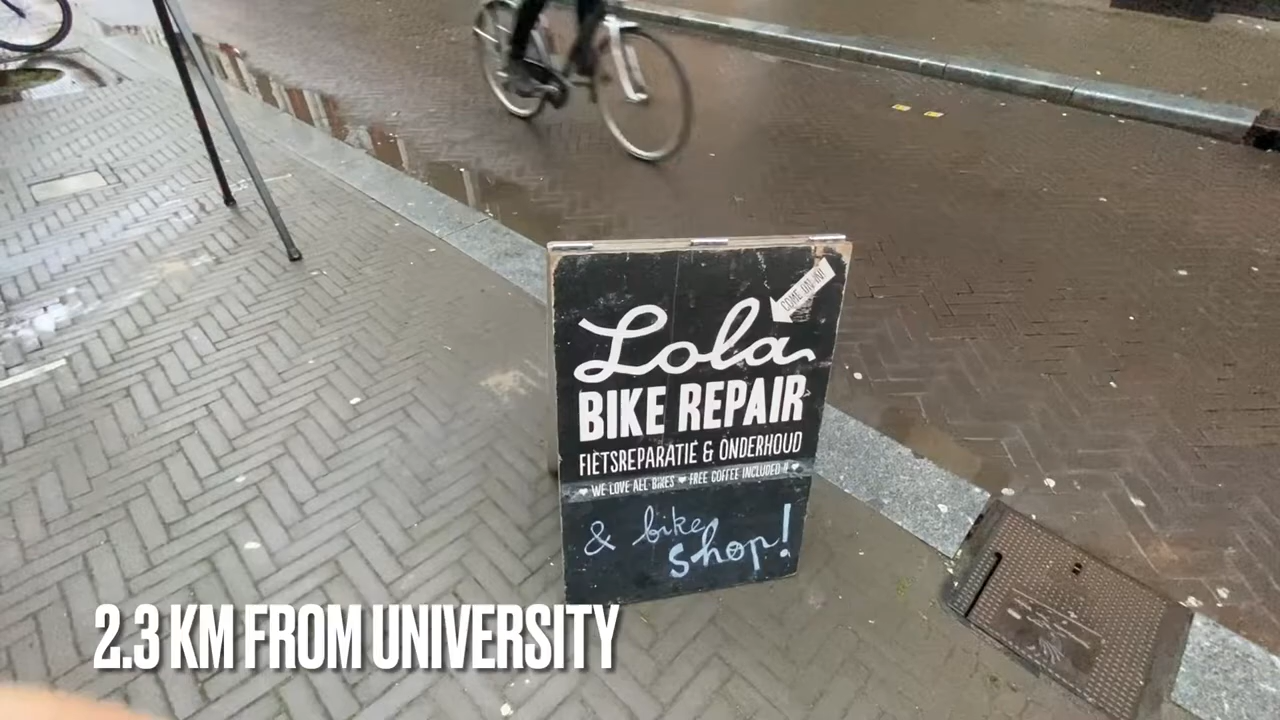 COME ON IN!
Lola
BIKE REPAIR
FIETSREPARATIE & ONDERHOUD
♥ WE LOVE ALL BIKES ♥ FREE COFFEE INCLUDED !! ♥
& bike
shop!
2.3 KM FROM UNIVERSITY